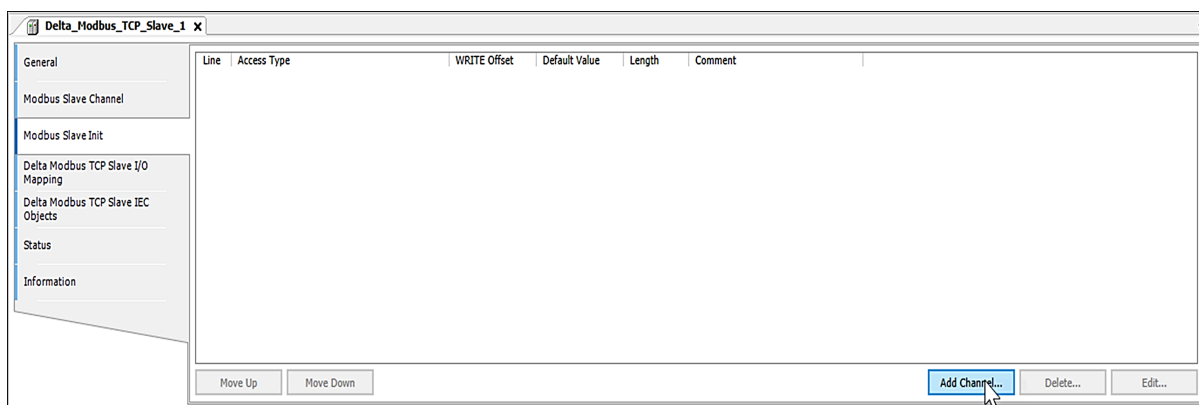 Delta_Modbus_TCP_Slave_1 X
General
Modbus Slave Channel
Modbus Slave Init
Delta Modbus TCP Slave I/O
Mapping
Delta Modbus TCP Slave IEC
Objects
Status
Information
Line Access Type WRITE Offset Default Value Length Comment
Move Up Move Down Add Channel... Delete... Edit...